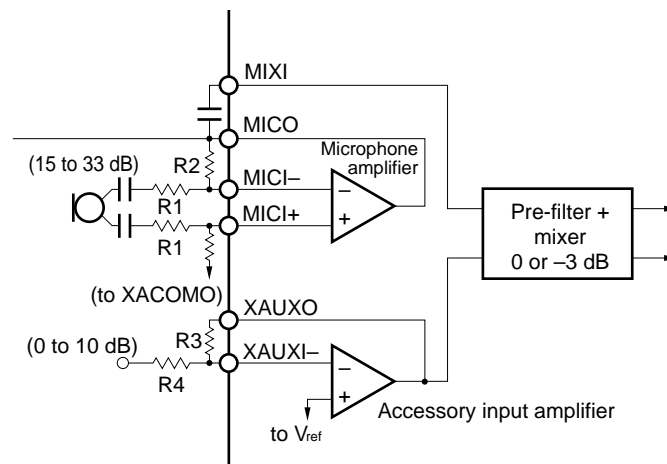 MIXI
MICO
(15 to 33 dB)
R2
Microphone
amplifier
MICI–
–
R1
MICI+
+
R1
Pre-filter +
mixer
0 or –3 dB
(to XACOMO)
XAUXO
(0 to 10 dB)
R3
XAUXI–
–
R4
+
to Vref
Accessory input amplifier